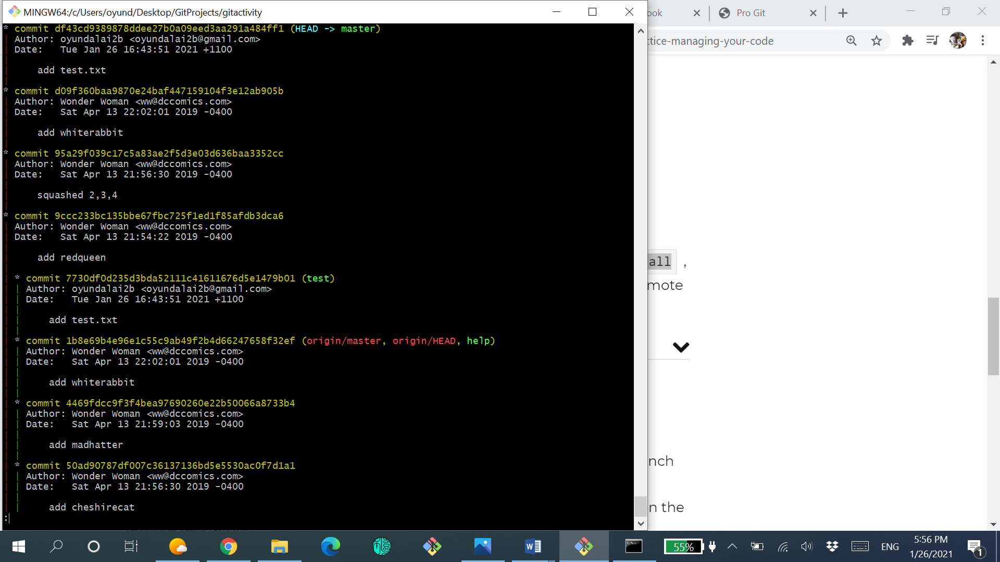 MINGW64:/c/Users/oyund/Desktop/GitProjects/gitactivity
* commit df43cd9389878ddee27b0a09eed3aa291a484ff1 (HEAD -> master)
| Author: oyundalai2b <oyundalai2b@gmail.com>
| Date:   Tue Jan 26 16:43:51 2021 +1100
|
|     add test.txt
|
* commit d09f360baa9870e24baf447159104f3e12ab905b
| Author: Wonder Woman <ww@dccomics.com>
| Date:   Sat Apr 13 22:02:01 2019 -0400
|
|     add whiterabbit
|
* commit 95a29f039c17c5a83ae2f5d3e03d636baa3352cc
| Author: Wonder Woman <ww@dccomics.com>
| Date:   Sat Apr 13 21:56:30 2019 -0400
|
|     squashed 2,3,4
|
* commit 9ccc233bc135bbe67fbc725f1ed1f85afdb3dca6
| Author: Wonder Woman <ww@dccomics.com>
| Date:   Sat Apr 13 21:54:22 2019 -0400
|
|     add redqueen
|
| * commit 7730df0d235d3bda52111c41611676d5e1479b01 (test)
| | Author: oyundalai2b <oyundalai2b@gmail.com>
| | Date:   Tue Jan 26 16:43:51 2021 +1100
| |
| |     add test.txt
| |
| * commit 1b8e69b4e96e1c55c9ab49f2b4d66247658f32ef (origin/master, origin/HEAD, help)
| | Author: Wonder Woman <ww@dccomics.com>
| | Date:   Sat Apr 13 22:02:01 2019 -0400
| |
| |     add whiterabbit
| |
| * commit 4469fdcc9f3f4bea97690260e22b50066a8733b4
| | Author: Wonder Woman <ww@dccomics.com>
| | Date:   Sat Apr 13 21:59:03 2019 -0400
| |
| |     add madhatter
| |
| * commit 50ad90787df007c36137136bd5e5530ac0f7d1a1
| | Author: Wonder Woman <ww@dccomics.com>
| | Date:   Sat Apr 13 21:56:30 2019 -0400
| |
| |     add cheshirecat
:
ook
Pro Git
ctice-managing-your-code
all ,
mote
nch
n the
55%
ENG
5:56 PM
1/26/2021
1